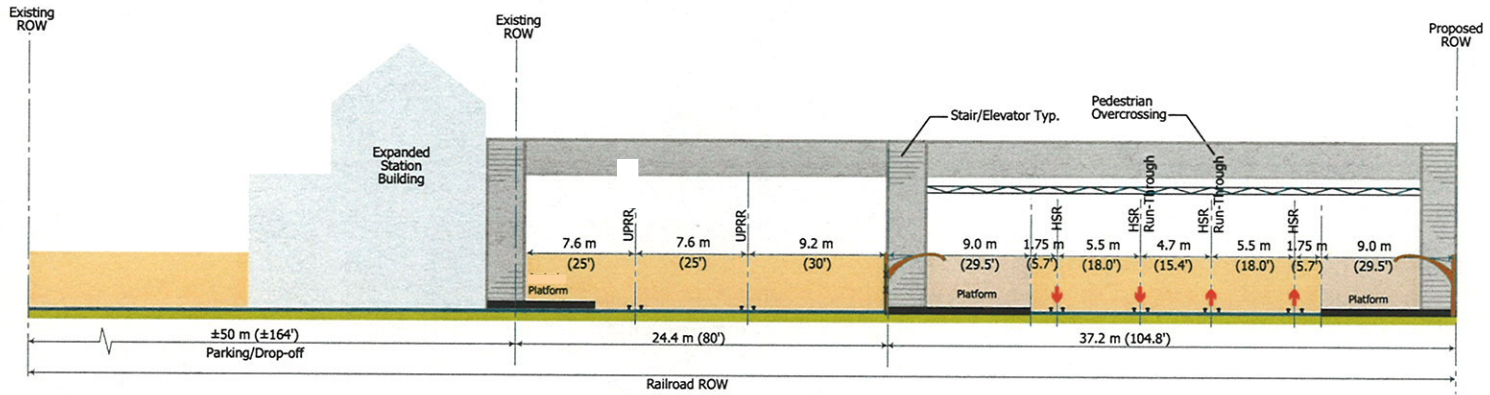 Existing
ROW
Existing
ROW
Proposed
ROW
Stair/Elevator Typ.
Pedestrian
Overcrossing
Expanded
Station
Building
UPRR
UPRR
HSR
HSR
Run-Through
HSR
Run-Through
HSR
7.6 m
(25')
7.6 m
(25')
9.2 m
(30')
9.0 m
(29.5')
1.75 m
(5.7')
5.5 m
(18.0')
4.7 m
(15.4')
5.5 m
(18.0')
1.75 m
(5.7')
9.0 m
(29.5')
Platform
Platform
Platform
±50 m (±164')
Parking/Drop-off
24.4 m (80')
37.2 m (104.8')
Railroad ROW